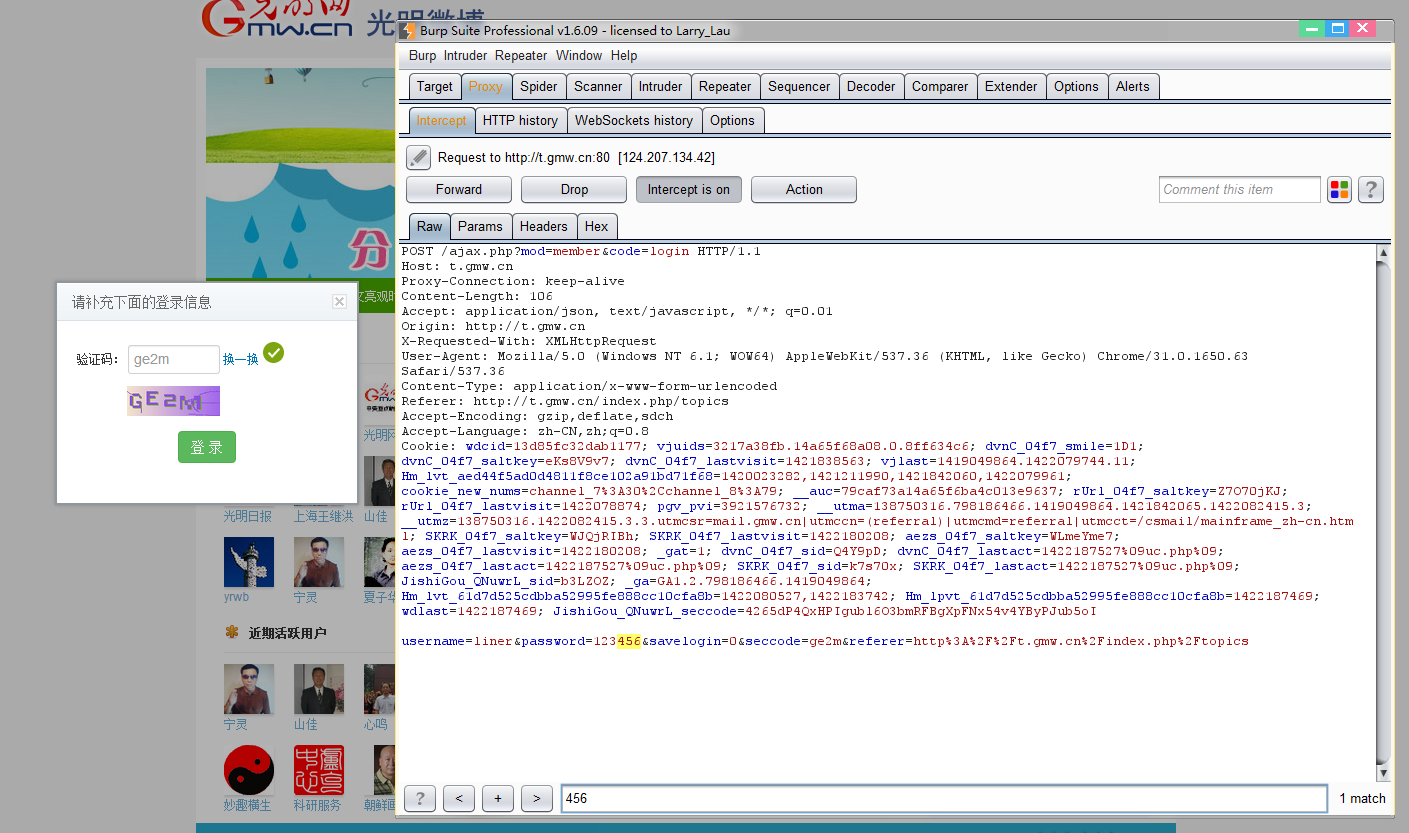 光明网
Gmw.cn 光明微博
Burp Suite Professional v1.6.09 - licensed to Larry_Lau
Burp Intruder Repeater Window Help
Target Proxy Spider Scanner Intruder Repeater Sequencer Decoder Comparer Extender Options Alerts
Intercept HTTP history WebSockets history Options
Request to http://t.gmw.cn:80 [124.207.134.42]
Forward Drop Intercept is on Action Comment this item ?
Raw Params Headers Hex
POST /ajax.php?mod=member&code=login HTTP/1.1
Host: t.gmw.cn
Proxy-Connection: keep-alive
Content-Length: 106
Accept: application/json, text/javascript, */*; q=0.01
Origin: http://t.gmw.cn
X-Requested-With: XMLHttpRequest
User-Agent: Mozilla/5.0 (Windows NT 6.1; WOW64) AppleWebKit/537.36 (KHTML, like Gecko) Chrome/31.0.1650.63
Safari/537.36
Content-Type: application/x-www-form-urlencoded
Referer: http://t.gmw.cn/index.php/topics
Accept-Encoding: gzip,deflate,sdch
Accept-Language: zh-CN,zh;q=0.8
Cookie: wdcid=13d85fc32dab1177; vjuids=3217a38fb.14a65f68a08.0.8ff634c6; dvnC_04f7_smile=1D1;
dvnC_04f7_saltkey=eKs8V9v7; dvnC_04f7_lastvisit=1421838563; vjlast=1419049864.1422079744.11;
Hm_lvt_aed44f5ad0d4811f8ce102a91bd71f68=1420023282,1421211990,1421842060,1422079961;
cookie_new_nums=channel_7%3A30%2Cchannel_8%3A79; __auc=79caf73a14a65f6ba4c013e9637; rUrl_04f7_saltkey=Z7O70jKJ;
rUrl_04f7_lastvisit=1422078874; pgv_pvi=3921576732; __utma=138750316.798186466.1419049864.1421842065.1422082415.3;
__utmz=138750316.1422082415.3.3.utmcsr=mail.gmw.cn|utmccn=(referral)|utmcmd=referral|utmcct=/csmail/mainframe_zh-cn.htm
l; SKRK_04f7_saltkey=WJQjRIBh; SKRK_04f7_lastvisit=1422180208; aezs_04f7_saltkey=WLmeYme7;
aezs_04f7_lastvisit=1422180208; _gat=1; dvnC_04f7_sid=Q4Y9pD; dvnC_04f7_lastact=1422187527%09uc.php%09;
aezs_04f7_lastact=1422187527%09uc.php%09; SKRK_04f7_sid=k7s70x; SKRK_04f7_lastact=1422187527%09uc.php%09;
JishiGou_QNuwrL_sid=b3LZOZ; _ga=GA1.2.798186466.1419049864;
Hm_lvt_61d7d525cdbba52995fe888cc10cfa8b=1422080527,1422183742; Hm_lpvt_61d7d525cdbba52995fe888cc10cfa8b=1422187469;
wdlast=1422187469; JishiGou_QNuwrL_seccode=4265dP4QxHPIgubl6O3bmRFBgXpFNx54v4YByPJub5oI
username=liner&password=123456&savelogin=0&seccode=ge2m&referer=http%3A%2F%2Ft.gmw.cn%2Findex.php%2Ftopics
? < + > 456 1 match
分
文亮观时
请补充下面的登录信息
验证码： ge2m 换一换
GE2M
登 录
光明网
光明日报 上海王继洪 山佳
yrwb 宁灵 夏子华
近期活跃用户
宁灵 山佳 心鸣
妙趣横生 科研服务 朝鲜画